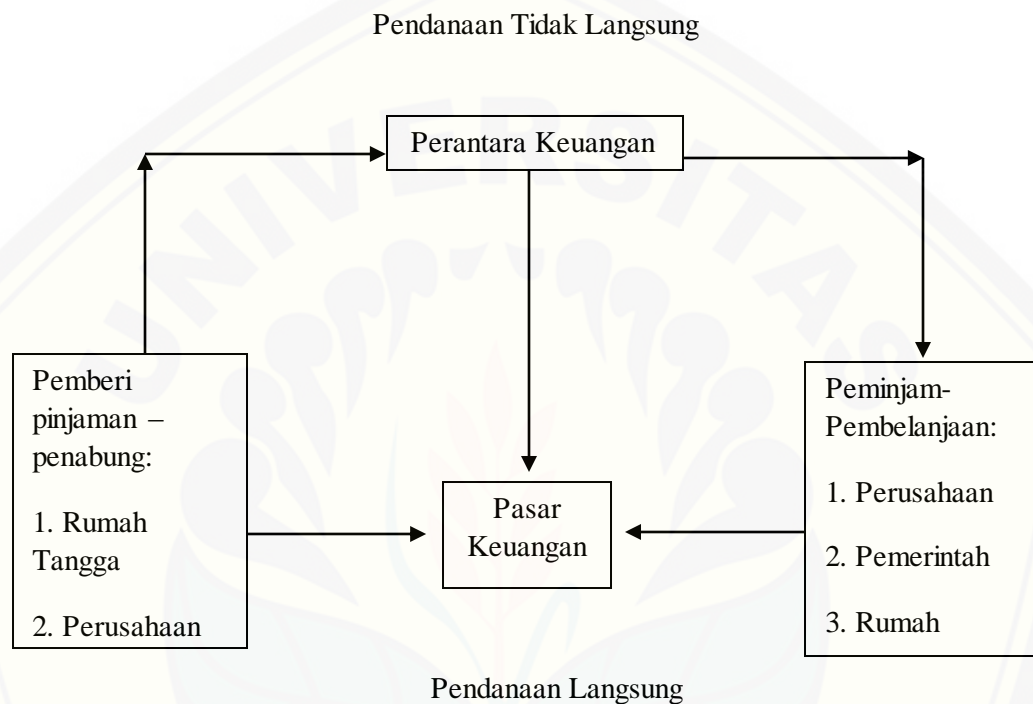 Pendanaan Tidak Langsung
UNIVERSITAS
Perantara Keuangan
Pemberi
pinjaman –
penabung:
1. Rumah
Tangga
2. Perusahaan
Pasar
Keuangan
Peminjam-
Pembelanjaan:
1. Perusahaan
2. Pemerintah
3. Rumah
Pendanaan Langsung